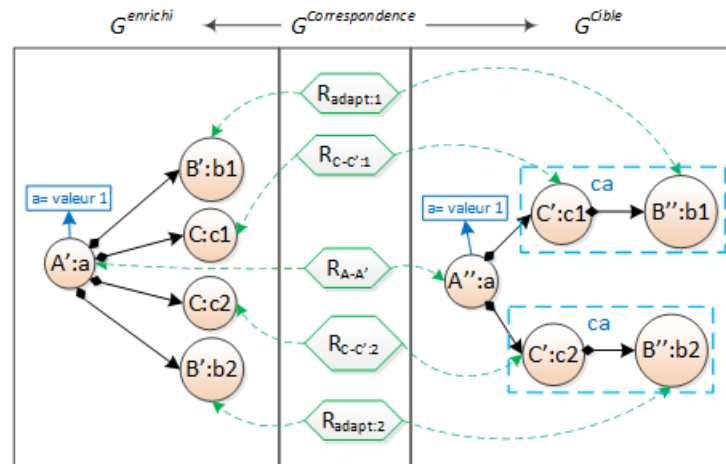 G^enrichi G^Correspondence G^Cible
R_adapt:1
B':b1
R_C-C':1
ca
a= valeur 1
a= valeur 1
C':c1
B'':b1
C:c1
A':a
R_A-A'
A'':a
C:c2
ca
R_C-C':2
C':c2
B'':b2
B':b2
R_adapt:2